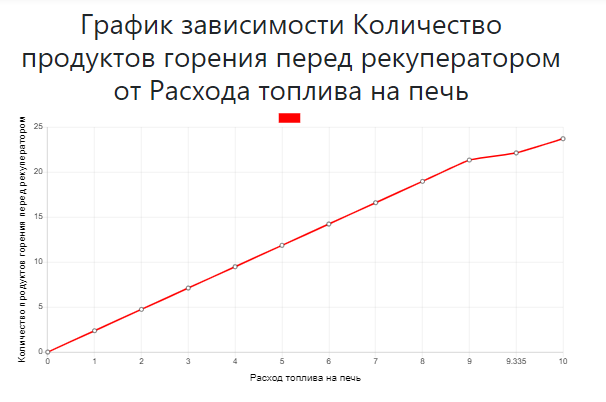 График зависимости Количество
продуктов горения перед рекуператором
от Расхода топлива на печь
Количество продуктов горения перед рекуператором
25
20
15
10
5
0
0 1 2 3 4 5 6 7 8 9 9.335 10
Расход топлива на печь